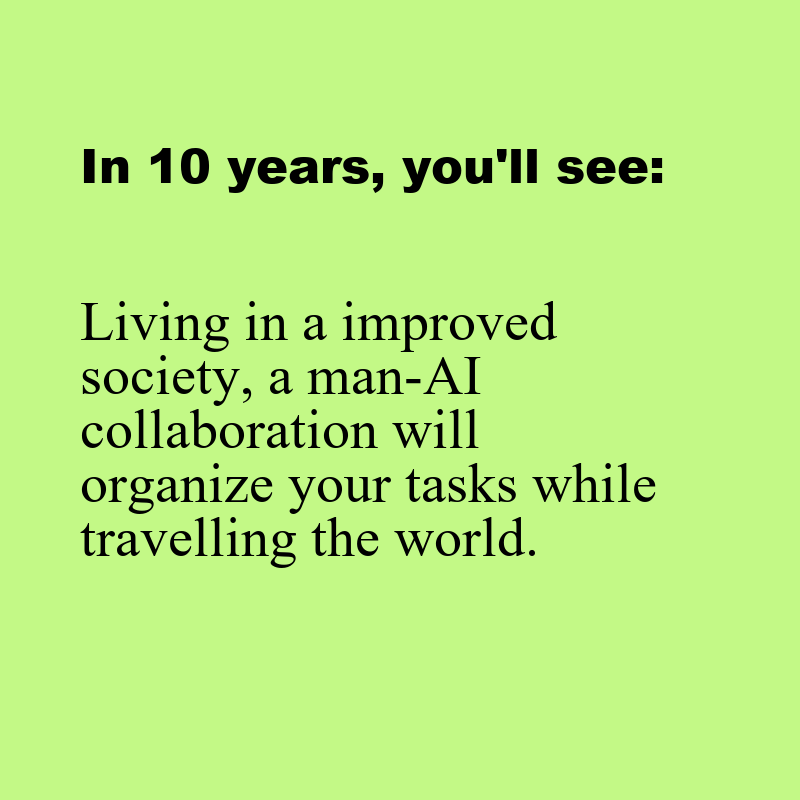 In 10 years, you'll see:
Living in a improved
society, a man-AI
collaboration will
organize your tasks while
travelling the world.